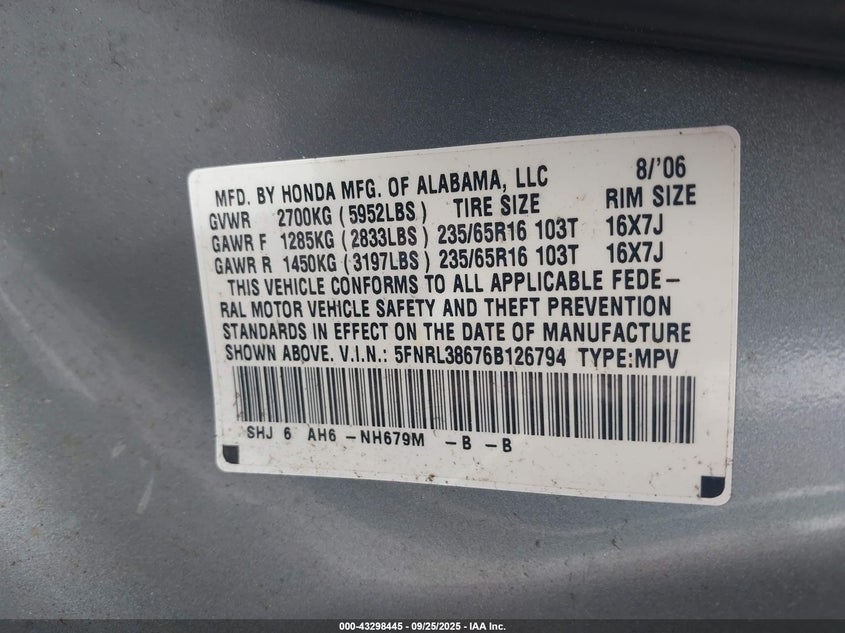 MFD. BY HONDA MFG. OF ALABAMA, LLC 8/'06
GVWR 2700KG (5952LBS) TIRE SIZE RIM SIZE
GAWR F 1285KG (2833LBS) 235/65R16 103T 16X7J
GAWR R 1450KG (3197LBS) 235/65R16 103T 16X7J
THIS VEHICLE CONFORMS TO ALL APPLICABLE FEDE-
RAL MOTOR VEHICLE SAFETY AND THEFT PREVENTION
STANDARDS IN EFFECT ON THE DATE OF MANUFACTURE
SHOWN ABOVE. V.I.N.: 5FNRL38676B126794 TYPE:MPV
SHJ 6 AH6 -NH679M -B -B
000-43298445 - 09/25/2025 - IAA Inc.